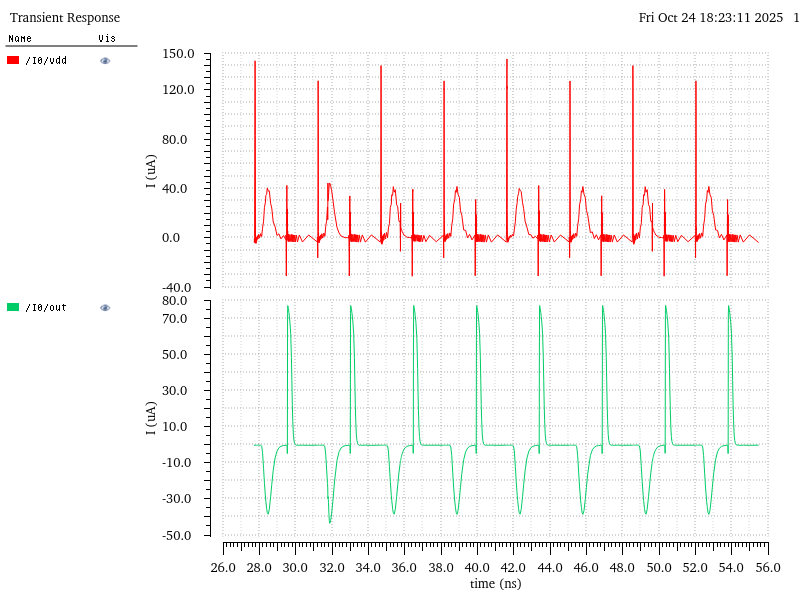 Transient Response
Fri Oct 24 18:23:11 2025 1
Name Vis
/I0/vdd
150.0
120.0
80.0
40.0
0.0
-40.0
I (uA)
/I0/out
80.0
70.0
50.0
30.0
10.0
-10.0
-30.0
-50.0
I (uA)
26.0 28.0 30.0 32.0 34.0 36.0 38.0 40.0 42.0 44.0 46.0 48.0 50.0 52.0 54.0 56.0
time (ns)